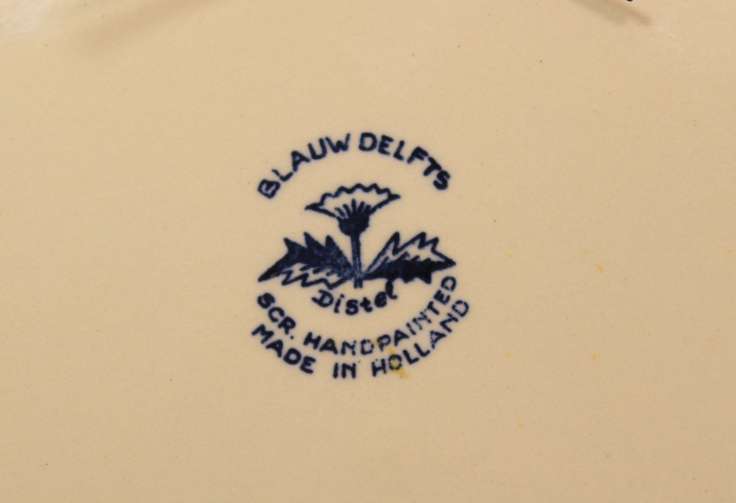 BLAUW DELFTS
Distel
SCR. HANDPAINTED
MADE IN HOLLAND